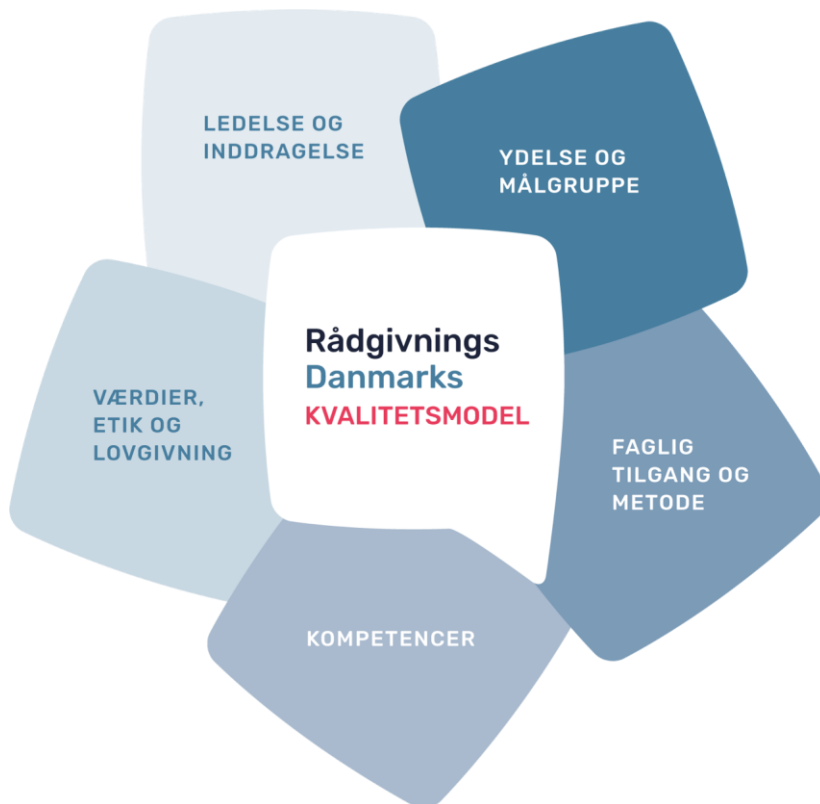 LEDELSE OG
INDDRAGELSE
YDELSE OG
MÅLGRUPPE
Rådgivnings
Danmarks
KVALITETSMODEL
VÆRDIER,
ETIK OG
LOVGIVNING
FAGLIG
TILGANG OG
METODE
KOMPETENCER